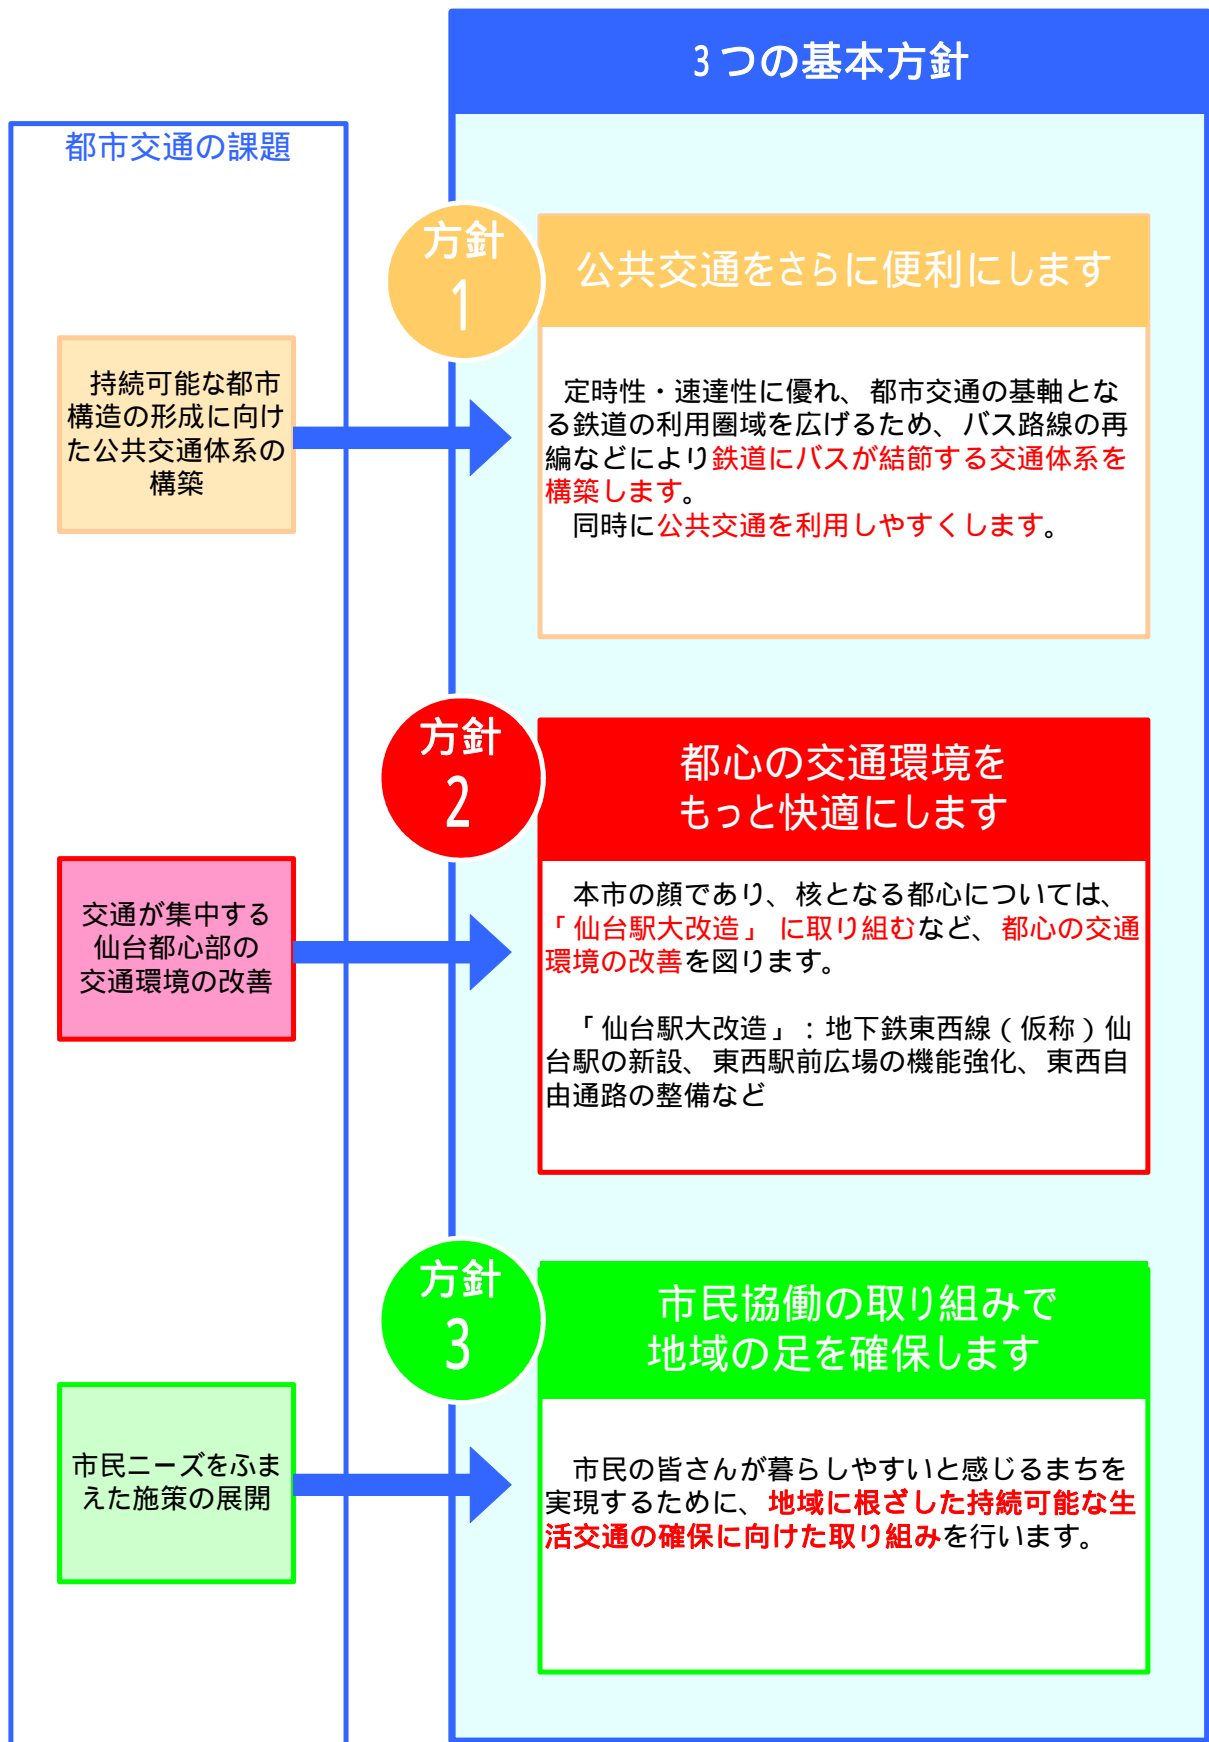 3つの基本方針
都市交通の課題
持続可能な都市
構造の形成に向け
た公共交通体系の
構築
方針
1
公共交通をさらに便利にします
定時性・速達性に優れ、都市交通の基軸とな
る鉄道の利用圏域を広げるため、バス路線の再
編などにより鉄道にバスが結節する交通体系を
構築します。
同時に公共交通を利用しやすくします。
交通が集中する
仙台都心部の
交通環境の改善
方針
2
都心の交通環境を
もっと快適にします
本市の顔であり、核となる都心については、
「仙台駅大改造」に取り組むなど、都心の交通
環境の改善を図ります。
「仙台駅大改造」:地下鉄東西線(仮称)仙
台駅の新設、東西駅前広場の機能強化、東西自
由通路の整備など
市民ニーズをふま
えた施策の展開
方針
3
市民協働の取り組みで
地域の足を確保します
市民の皆さんが暮らしやすいと感じるまちを
実現するために、地域に根ざした持続可能な生
活交通の確保に向けた取り組みを行います。